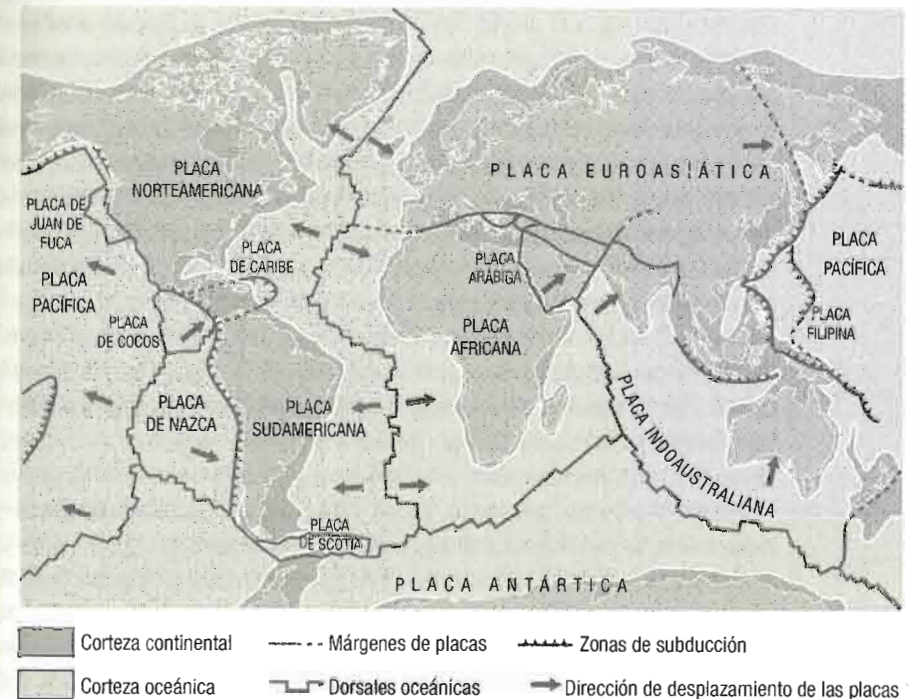 PLACA
NORTEAMERICANA
PLACA EUROASIÁTICA
PLACA DE
JUAN DE
FUCA
PLACA
PACÍFICA
PLACA
DE CARIBE
PLACA
ARÁBIGA
PLACA
PACÍFICA
PLACA
DE COCOS
PLACA
AFRICANA
PLACA
FILIPINA
PLACA
DE NAZCA
PLACA
SUDAMERICANA
PLACA INDOAUSTRALIANA
PLACA
DE SCOTIA
PLACA ANTÁRTICA
Corteza continental
Márgenes de placas
Zonas de subducción
Corteza oceánica
Dorsales oceánicas
Dirección de desplazamiento de las placas